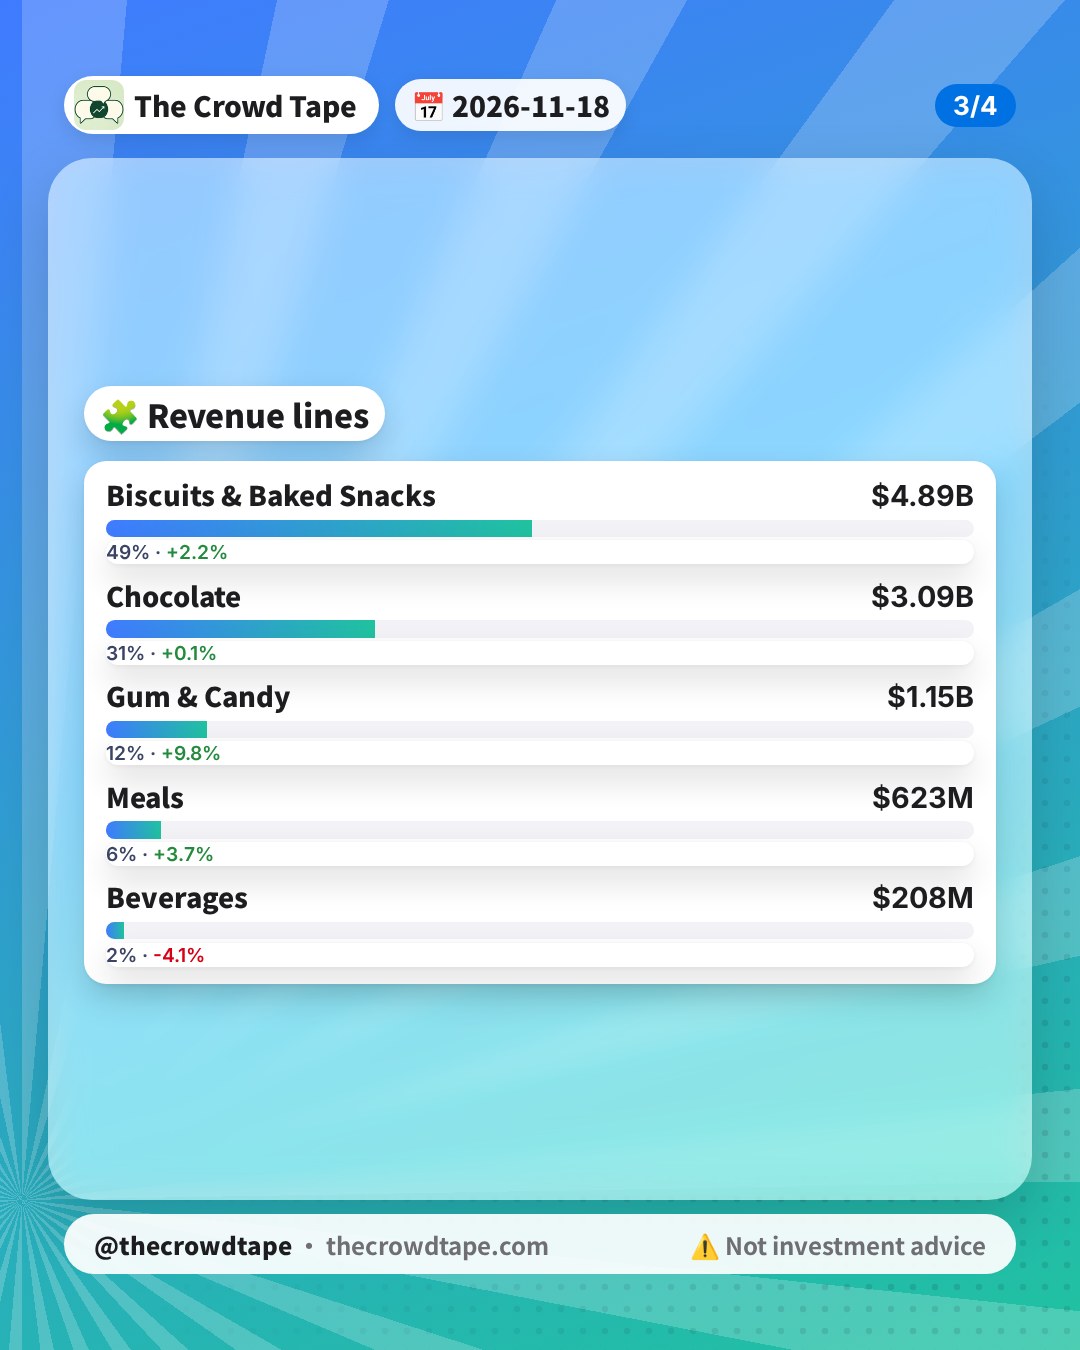 The Crowd Tape
📅 2026-11-18
3/4
🧩 Revenue lines
Biscuits & Baked Snacks $4.89B
49% · +2.2%
Chocolate $3.09B
31% · +0.1%
Gum & Candy $1.15B
12% · +9.8%
Meals $623M
6% · +3.7%
Beverages $208M
2% · -4.1%
@thecrowdtape • thecrowdtape.com ⚠️ Not investment advice